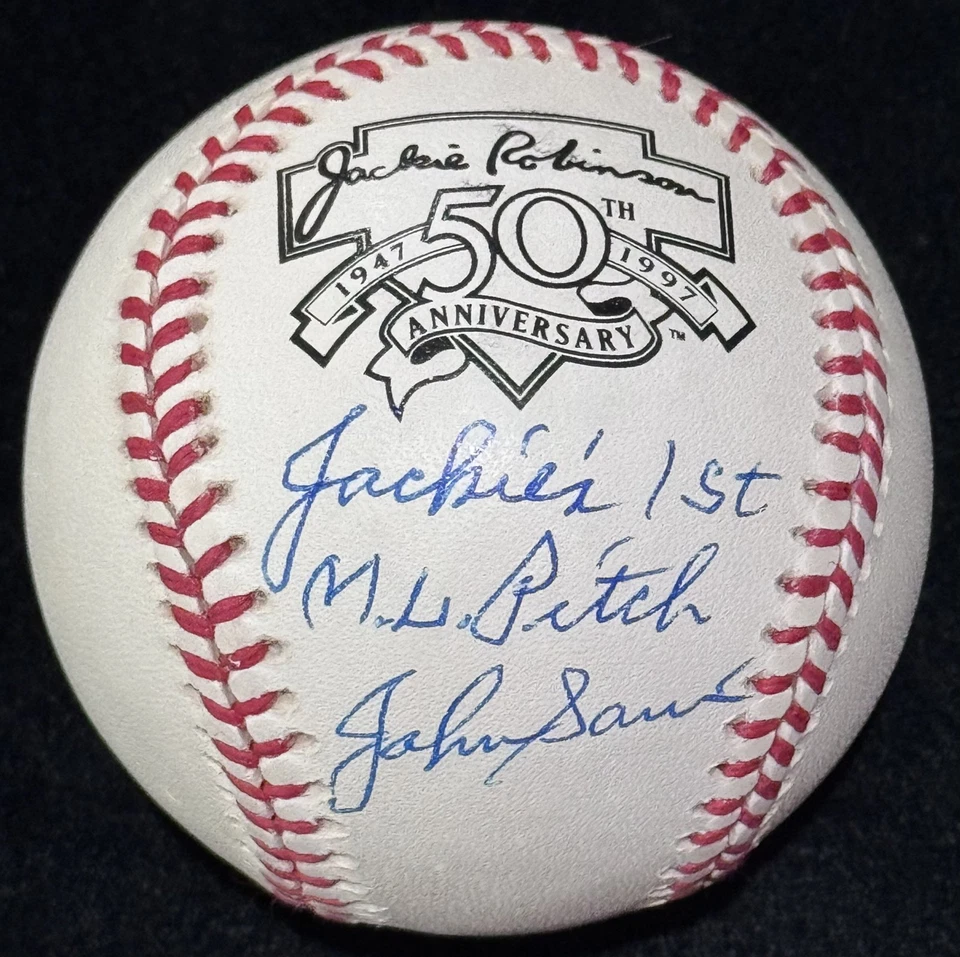 Jackie Robinson
50TH
1947 1997
ANNIVERSARY ™
Jackie's 1st
M.L. Pitch
John Sain